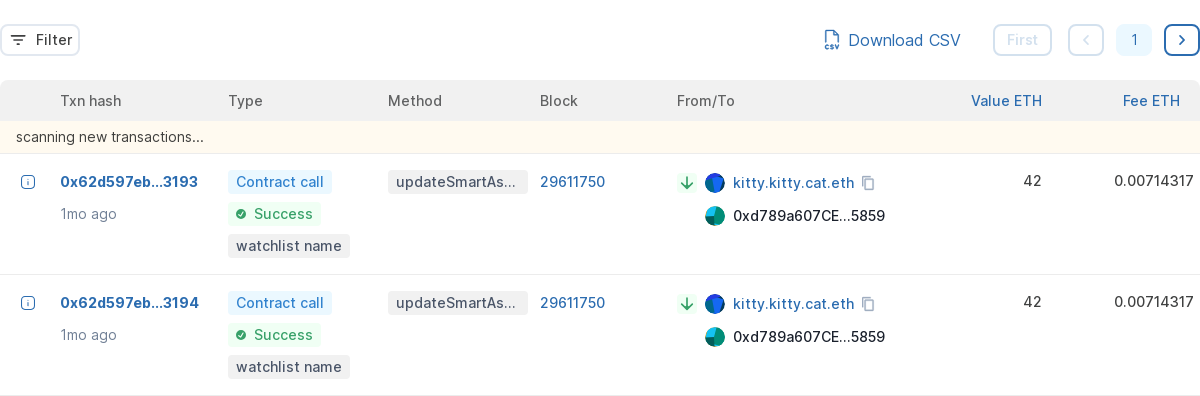 Filter
CSV
Download CSV
First
1
Txn hash Type Method Block From/To Value ETH Fee ETH
scanning new transactions...
0x62d597eb...3193 Contract call updateSmartAs... 29611750 kitty.kitty.cat.eth 42 0.00714317
1mo ago Success 0xd789a607CE...5859
watchlist name
0x62d597eb...3194 Contract call updateSmartAs... 29611750 kitty.kitty.cat.eth 42 0.00714317
1mo ago Success 0xd789a607CE...5859
watchlist name